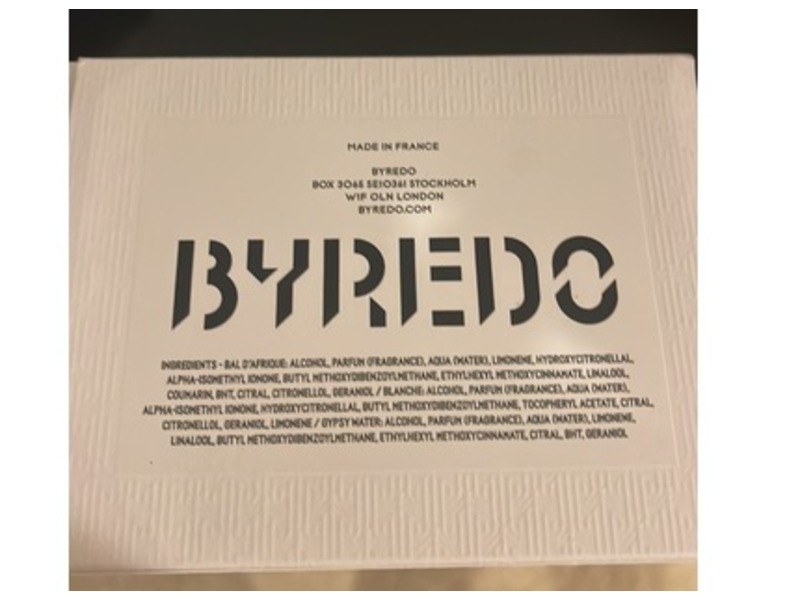 MADE IN FRANCE
BYREDO
BOX 3065 SE10361 STOCKHOLM
W1F OLN LONDON
BYREDO.COM
BYREDO
INGREDIENTS - BAL D'AFRIQUE: ALCOHOL, PARFUM (FRAGRANCE), AQUA (WATER), LIMONENE, HYDROXYCITRONELLAL,
ALPHA-ISOMETHYL IONONE, BUTYL METHOXYDIBENZOYLMETHANE, ETHYLHEXYL METHOXYCINNAMATE, LINALOOL,
COUMARIN, BHT, CITRAL, CITRONELLOL, GERANIOL / BLANCHE: ALCOHOL, PARFUM (FRAGRANCE), AQUA (WATER),
ALPHA-ISOMETHYL IONONE, HYDROXYCITRONELLAL, BUTYL METHOXYDIBENZOYLMETHANE, TOCOPHERYL ACETATE, CITRAL,
CITRONELLOL, GERANIOL, LIMONENE / GYPSY WATER: ALCOHOL, PARFUM (FRAGRANCE), AQUA (WATER), LIMONENE,
LINALOOL, BUTYL METHOXYDIBENZOYLMETHANE, ETHYLHEXYL METHOXYCINNAMATE, CITRAL, BHT, GERANIOL